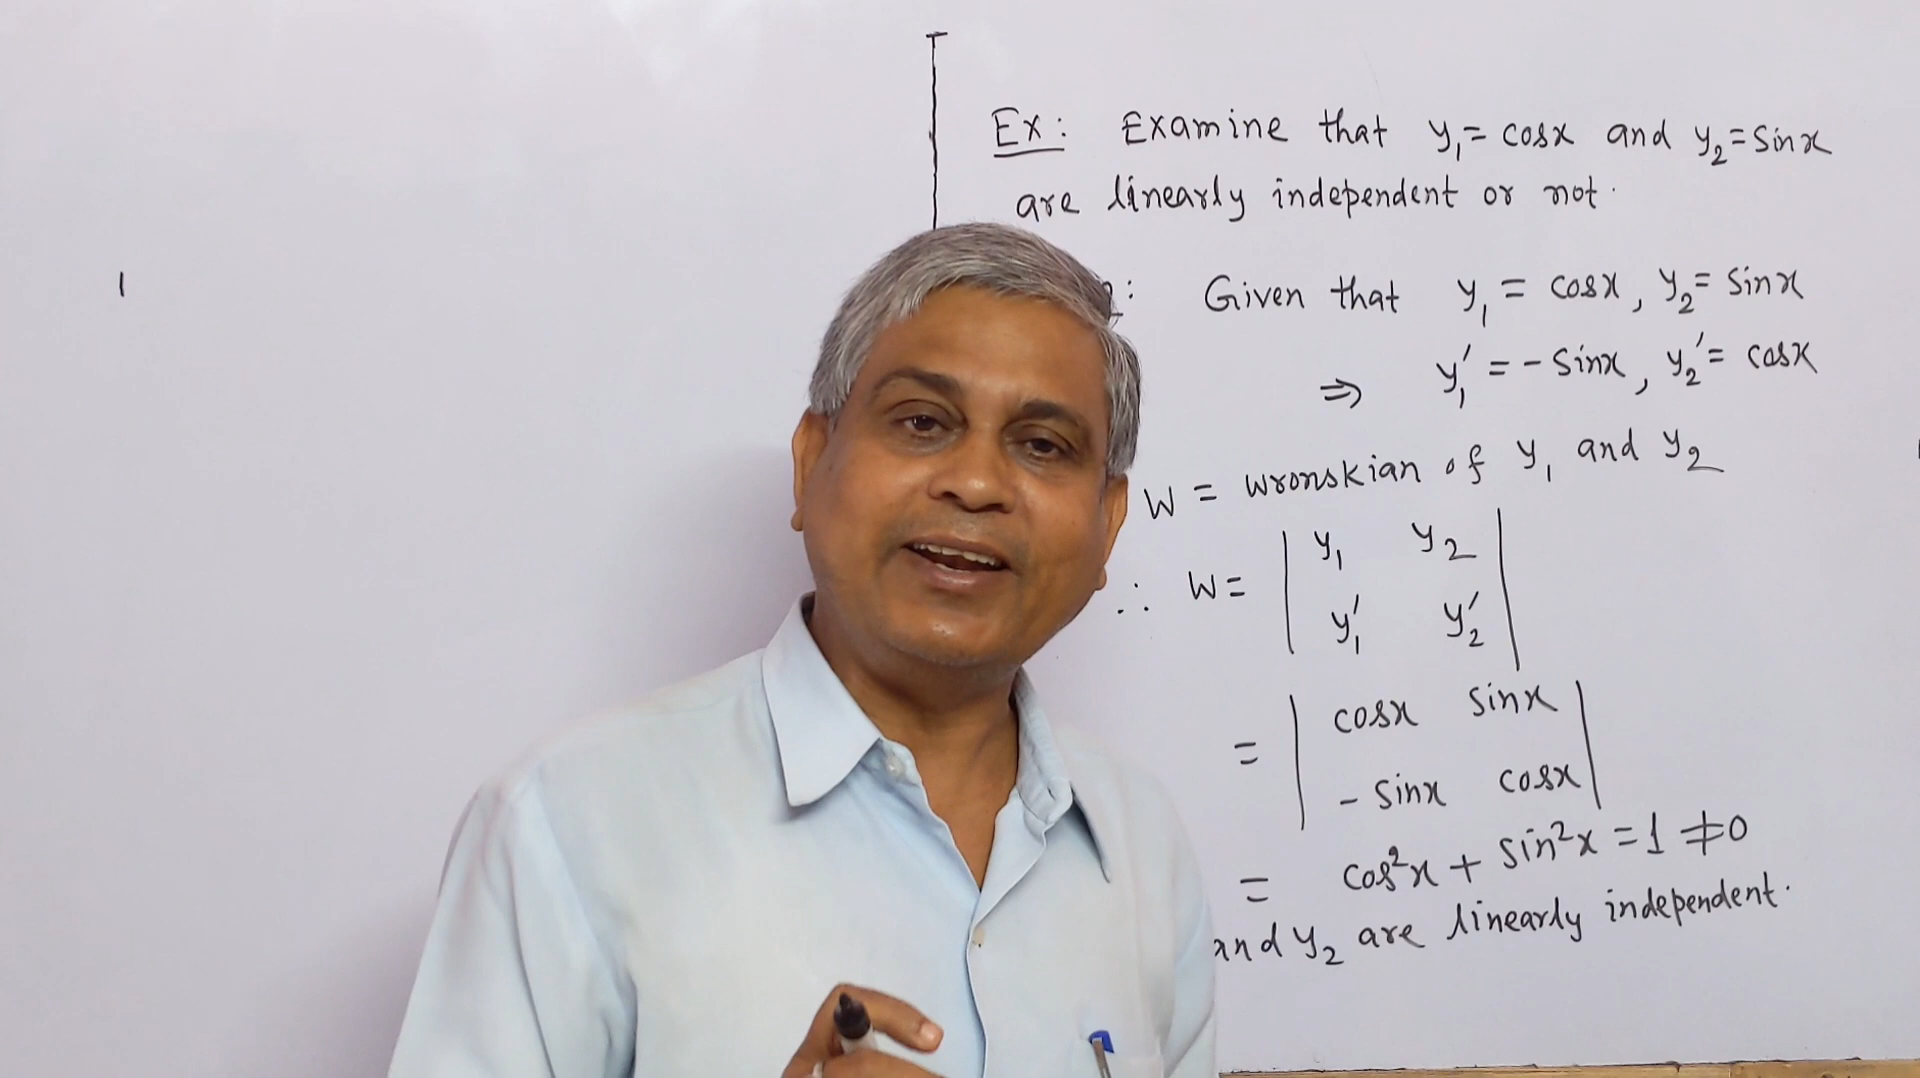 Ex: Examine that y₁ = cosx and y₂ = sinx
are linearly independent or not.
Given that y₁ = cosx, y₂ = sinx
⇒ y₁′ = - sinx, y₂′ = cosx
W = Wronskian of y₁ and y₂
∴ W = | y₁ y₂ |
| y₁′ y₂′ |
= | cosx sinx |
| - sinx cosx |
= cos²x + sin²x = 1 ≠ 0
and y₂ are linearly independent.